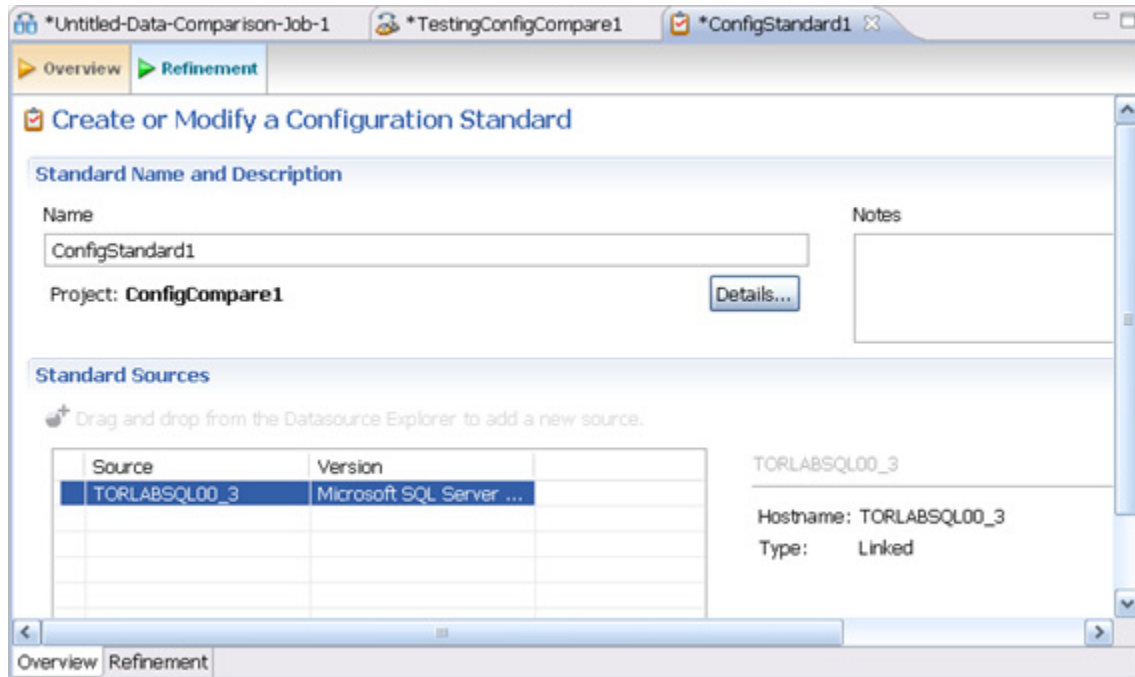 *Untitled-Data-Comparison-Job-1 *TestingConfigCompare1 *ConfigStandard1
Overview Refinement
Create or Modify a Configuration Standard
Standard Name and Description
Name Notes
ConfigStandard1
Project: ConfigCompare1 Details...
Standard Sources
Drag and drop from the Datasource Explorer to add a new source.
Source Version TORLABSQL00_3
TORLABSQL00_3 Microsoft SQL Server ...
Hostname: TORLABSQL00_3
Type: Linked
Overview Refinement